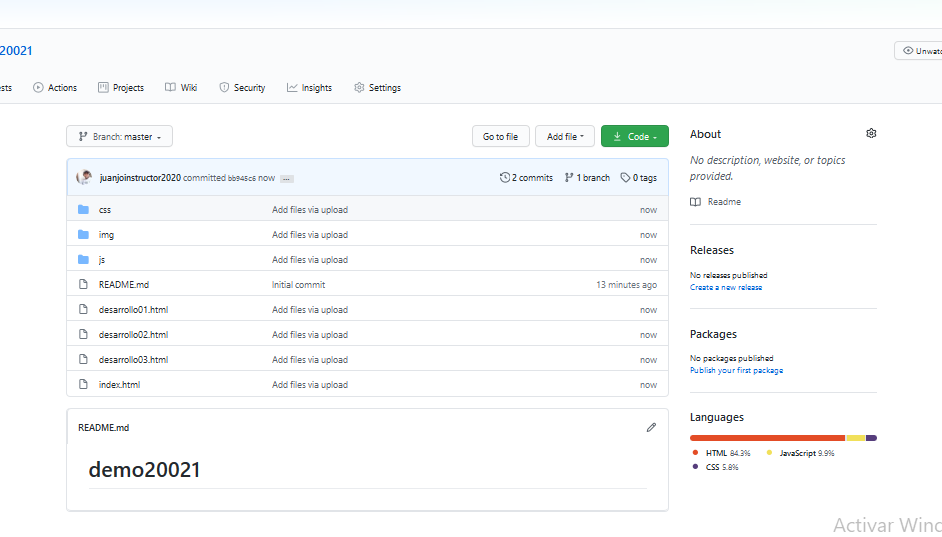 20021
Unwatc
ests Actions Projects Wiki Security Insights Settings
Branch: master Go to file Add file Code
juanjoinstructor2020 committed bb945c6 now ... 2 commits 1 branch 0 tags
css Add files via upload now
img Add files via upload now
js Add files via upload now
README.md Initial commit 13 minutes ago
desarrollo01.html Add files via upload now
desarrollo02.html Add files via upload now
desarrollo03.html Add files via upload now
index.html Add files via upload now
README.md
demo20021
About
No description, website, or topics
provided.
Readme
Releases
No releases published
Create a new release
Packages
No packages published
Publish your first package
Languages
HTML 84.3% JavaScript 9.9%
CSS 5.8%
Activar Wind